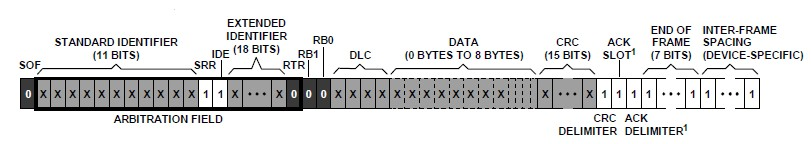 EXTENDED
IDENTIFIER
(18 BITS)
STANDARD IDENTIFIER
(11 BITS)
SOF
SRR
IDE
RTR
RB1
RB0
DLC
DATA
(0 BYTES TO 8 BYTES)
CRC
(15 BITS)
ACK
SLOT1
END OF
FRAME
(7 BITS)
INTER-FRAME
SPACING
(DEVICE-SPECIFIC)
0 X X X X X X X X X X X 1 1 X ••• X 0 0 0 X X X X X X X X X X X X X ••• X 1 1 1 1 ••• 1 1 ••• 1
ARBITRATION FIELD
CRC
DELIMITER
ACK
DELIMITER1